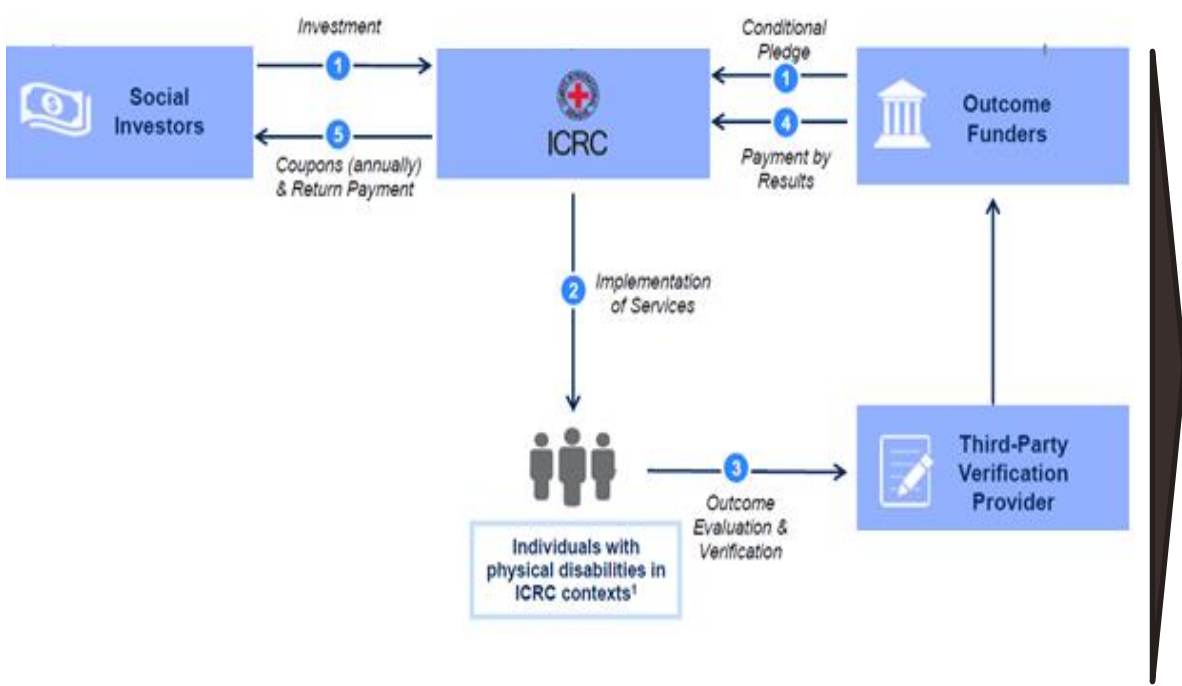 Investment
1
Social
Investors
5
Coupons (annually)
& Return Payment
ICRC
Conditional
Pledge
1
4
Payment by
Results
Outcome
Funders
2
Implementation
of Services
Individuals with
physical disabilities in
ICRC contexts¹
3
Outcome
Evaluation &
Verification
Third-Party
Verification
Provider